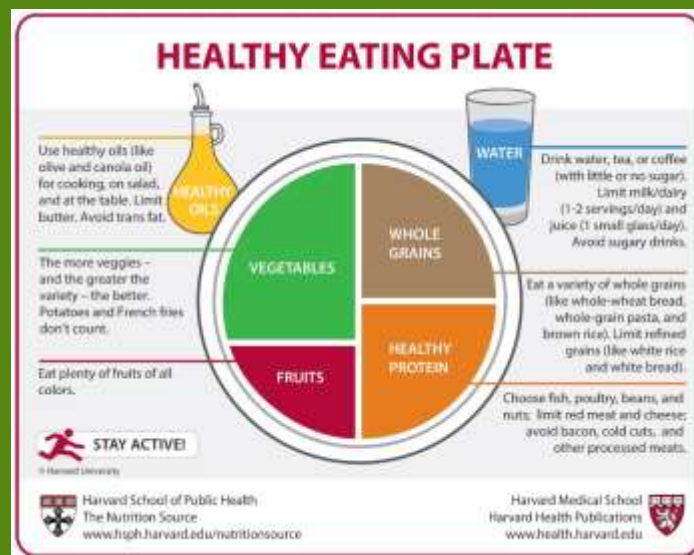 HEALTHY EATING PLATE
Use healthy oils (like
olive and canola oil)
for cooking, on salad,
and at the table. Limit
butter. Avoid trans fat.
HEALTHY
OILS
The more veggies –
and the greater the
variety – the better.
Potatoes and French fries
don't count.
Eat plenty of fruits of all
colors.
VEGETABLES
FRUITS
WHOLE
GRAINS
HEALTHY
PROTEIN
WATER
Drink water, tea, or coffee
(with little or no sugar).
Limit milk/dairy
(1-2 servings/day) and
juice (1 small glass/day).
Avoid sugary drinks.
Eat a variety of whole grains
(like whole-wheat bread,
whole-grain pasta, and
brown rice). Limit refined
grains (like white rice
and white bread).
Choose fish, poultry, beans, and
nuts; limit red meat and cheese;
avoid bacon, cold cuts, and
other processed meats.
STAY ACTIVE!
© Harvard University
Harvard School of Public Health
The Nutrition Source
www.hsph.harvard.edu/nutritionsource
Harvard Medical School
Harvard Health Publications
www.health.harvard.edu